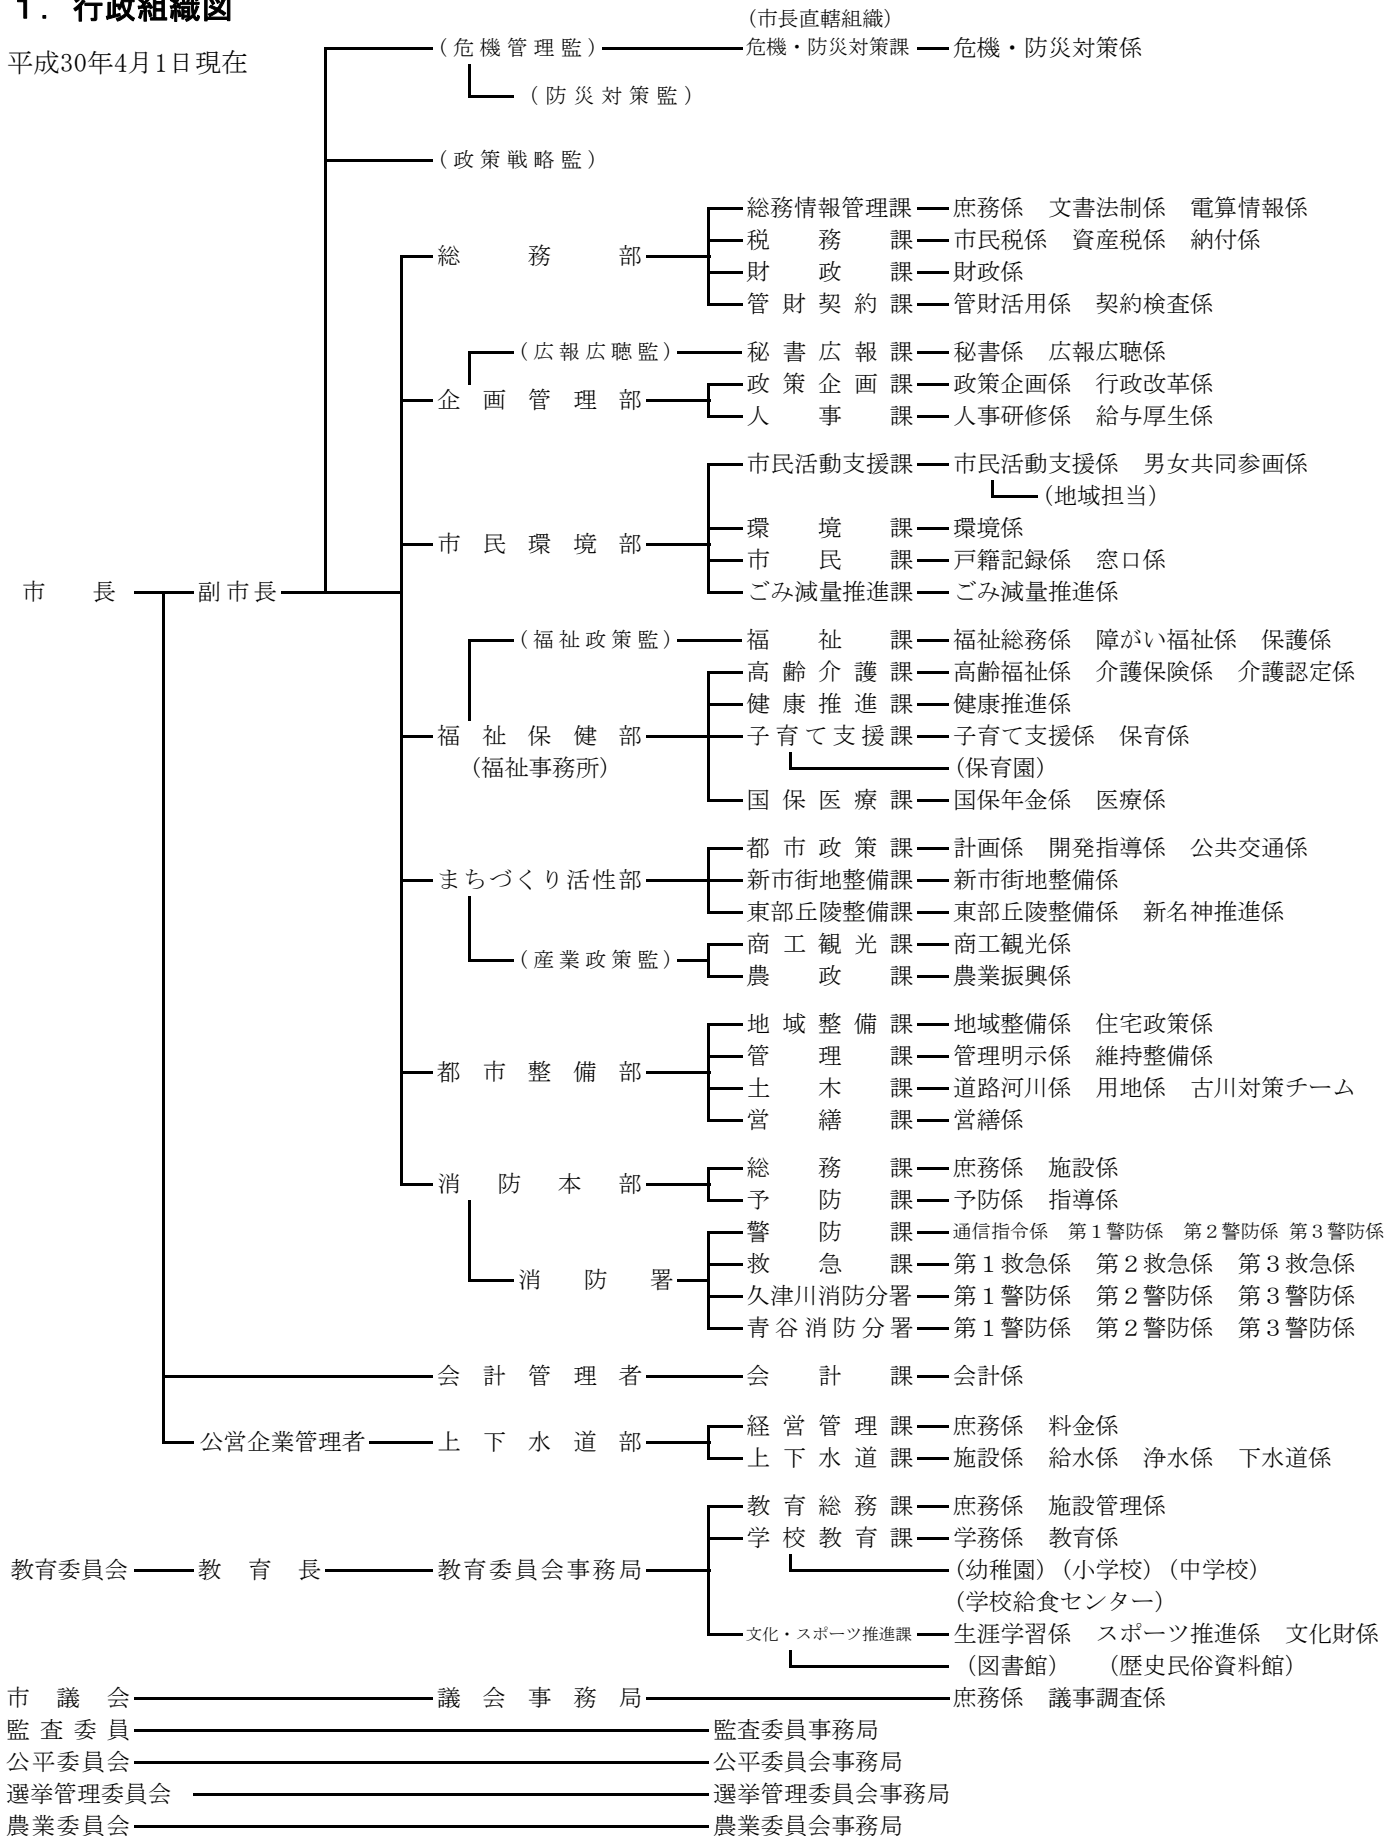 1．行政組織図
(市長直轄組織)
平成30年4月1日現在
(危機管理監) 危機・防災対策課 危機・防災対策係
(防災対策監)
(政策戦略監)
総務情報管理課 庶務係 文書法制係 電算情報係
税務課 市民税係 資産税係 納付係
総務部
財政課 財政係
管財契約課 管財活用係 契約検査係
(広報広聴監) 秘書広報課 秘書係 広報広聴係
政策企画課 政策企画係 行政改革係
企画管理部
人事課 人事研修係 給与厚生係
市民活動支援課 市民活動支援係 男女共同参画係
(地域担当)
環境課 環境係
市民環境部
市民課 戸籍記録係 窓口係
市長 副市長 ごみ減量推進課 ごみ減量推進係
(福祉政策監) 福祉課 福祉総務係 障がい福祉係 保護係
高齢介護課 高齢福祉係 介護保険係 介護認定係
健康推進課 健康推進係
福祉保健部 子育て支援課 子育て支援係 保育係
(福祉事務所) (保育園)
国保医療課 国保年金係 医療係
都市政策課 計画係 開発指導係 公共交通係
まちづくり活性部 新市街地整備課 新市街地整備係
東部丘陵整備課 東部丘陵整備係 新名神推進係
商工観光課 商工観光係
(産業政策監)
農政課 農業振興係
地域整備課 地域整備係 住宅政策係
管理課 管理明示係 維持整備係
都市整備部
土木課 道路河川係 用地係 古川対策チーム
営繕課 営繕係
総務課 庶務係 施設係
消防本部
予防課 予防係 指導係
警防課 通信指令係 第１警防係 第２警防係 第３警防係
救急課 第１救急係 第２救急係 第３救急係
消防署
久津川消防分署 第１警防係 第２警防係 第３警防係
青谷消防分署 第１警防係 第２警防係 第３警防係
会計管理者 会計課 会計係
経営管理課 庶務係 料金係
公営企業管理者 上下水道部
上下水道課 施設係 給水係 浄水係 下水道係
教育総務課 庶務係 施設管理係
学校教育課 学務係 教育係
教育委員会 教育長 教育委員会事務局 (幼稚園) (小学校) (中学校)
(学校給食センター)
文化・スポーツ推進課 生涯学習係 スポーツ推進係 文化財係
(図書館) (歴史民俗資料館)
市議会 議会事務局 庶務係 議事調査係
監査委員 監査委員事務局
公平委員会 公平委員会事務局
選挙管理委員会 選挙管理委員会事務局
農業委員会 農業委員会事務局